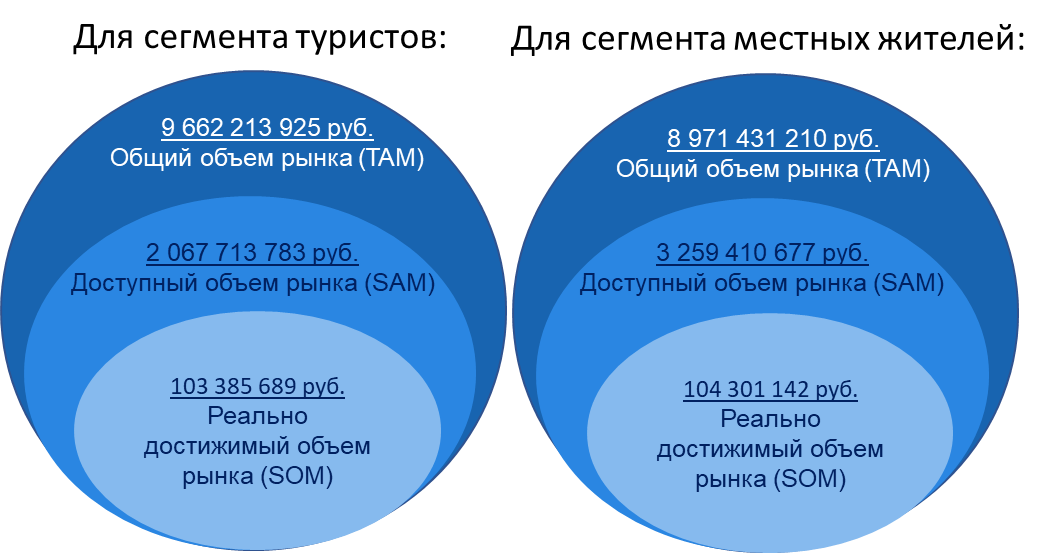 Для сегмента туристов:
9 662 213 925 руб.
Общий объем рынка (TAM)
2 067 713 783 руб.
Доступный объем рынка (SAM)
103 385 689 руб.
Реально
достижимый объем
рынка (SOM)
Для сегмента местных жителей:
8 971 431 210 руб.
Общий объем рынка (TAM)
3 259 410 677 руб.
Доступный объем рынка (SAM)
104 301 142 руб.
Реально
достижимый объем
рынка (SOM)